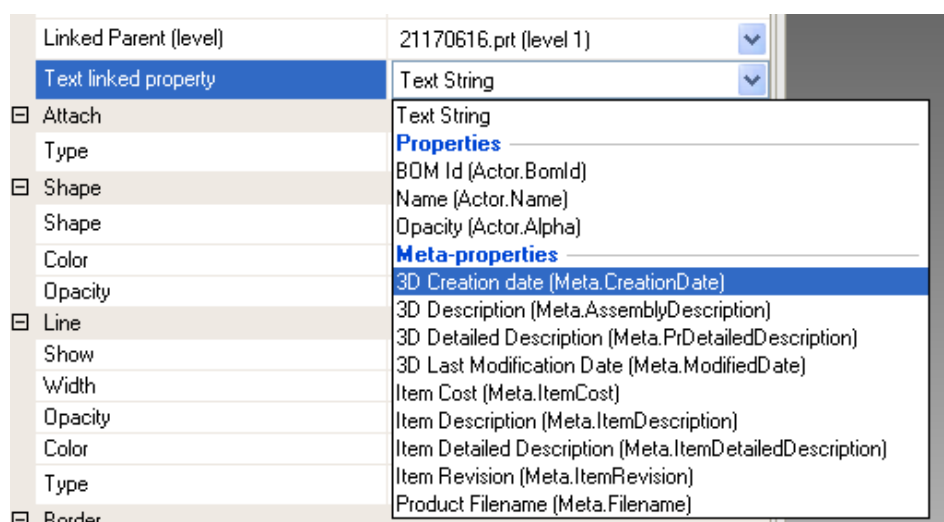 Linked Parent (level) 21170616.prt (level 1)
Text linked property Text String
Attach Text String
Type Properties
BOM Id (Actor.BomId)
Shape Name (Actor.Name)
Shape Opacity (Actor.Alpha)
Color Meta-properties
Opacity 3D Creation date (Meta.CreationDate)
3D Description (Meta.AssemblyDescription)
Line 3D Detailed Description (Meta.PrDetailedDescription)
Show 3D Last Modification Date (Meta.ModifiedDate)
Width Item Cost (Meta.ItemCost)
Opacity Item Description (Meta.ItemDescription)
Color Item Detailed Description (Meta.ItemDetailedDescription)
Type Item Revision (Meta.ItemRevision)
Product Filename (Meta.Filename)
Border